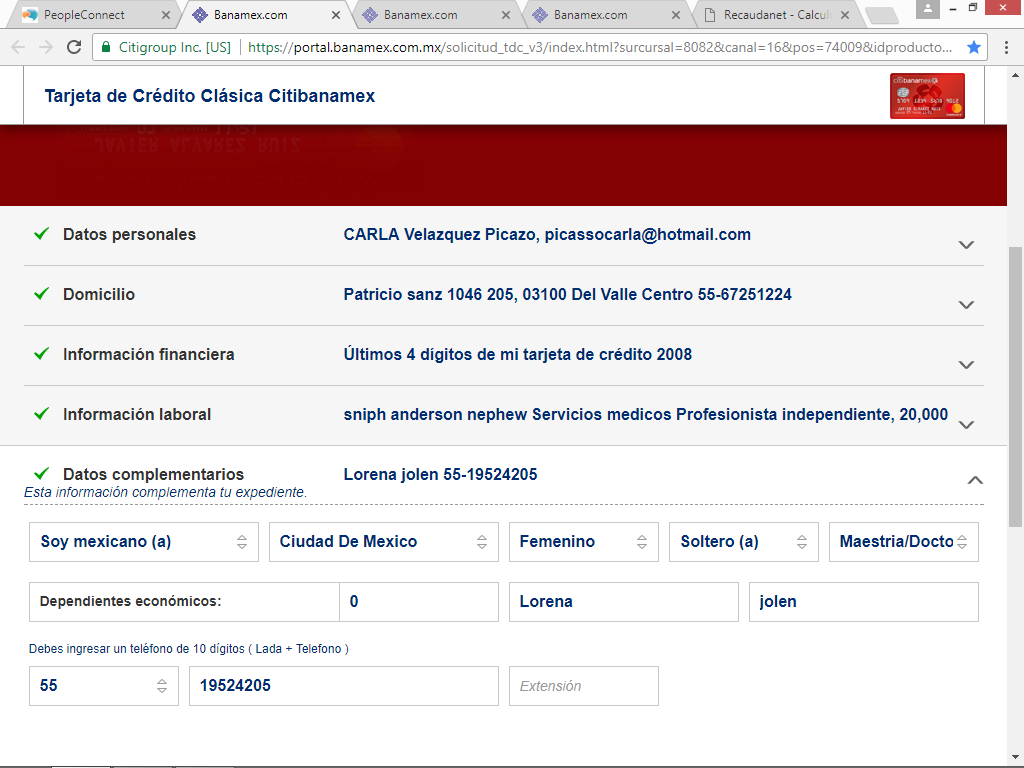 PeopleConnect
Banamex.com
Banamex.com
Banamex.com
Recaudanet - Calcul
Citigroup Inc. [US]
https://portal.banamex.com.mx/solicitud_tdc_v3/index.html?surcursal=8082&canal=16&pos=74009&idproducto...
Tarjeta de Crédito Clásica Citibanamex
citibanamex
Datos personales CARLA Velazquez Picazo, picassocarla@hotmail.com
Domicilio Patricio sanz 1046 205, 03100 Del Valle Centro 55-67251224
Información financiera Últimos 4 dígitos de mi tarjeta de crédito 2008
Información laboral sniph anderson nephew Servicios medicos Profesionista independiente, 20,000
Datos complementarios Lorena jolen 55-19524205
Esta información complementa tu expediente.
Soy mexicano (a) Ciudad De Mexico Femenino Soltero (a) Maestria/Docto
Dependientes económicos: 0 Lorena jolen
Debes ingresar un teléfono de 10 dígitos ( Lada + Telefono )
55 19524205 Extensión